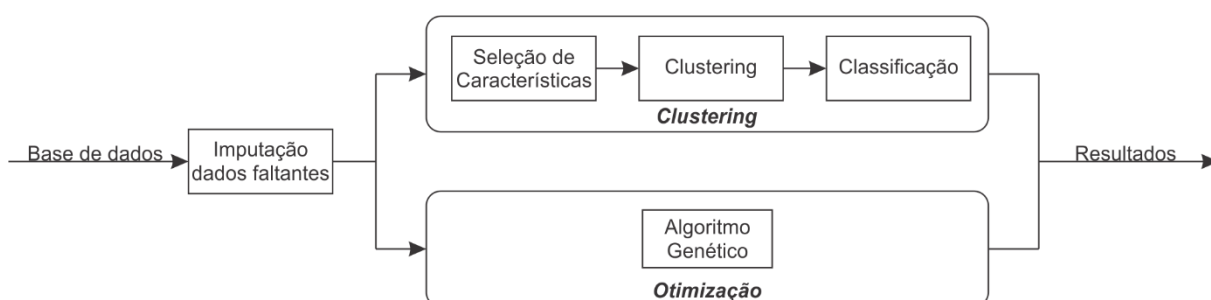 Seleção de
Características
Clustering
Classificação
Clustering
Base de dados
Imputação
dados faltantes
Resultados
Algoritmo
Genético
Otimização